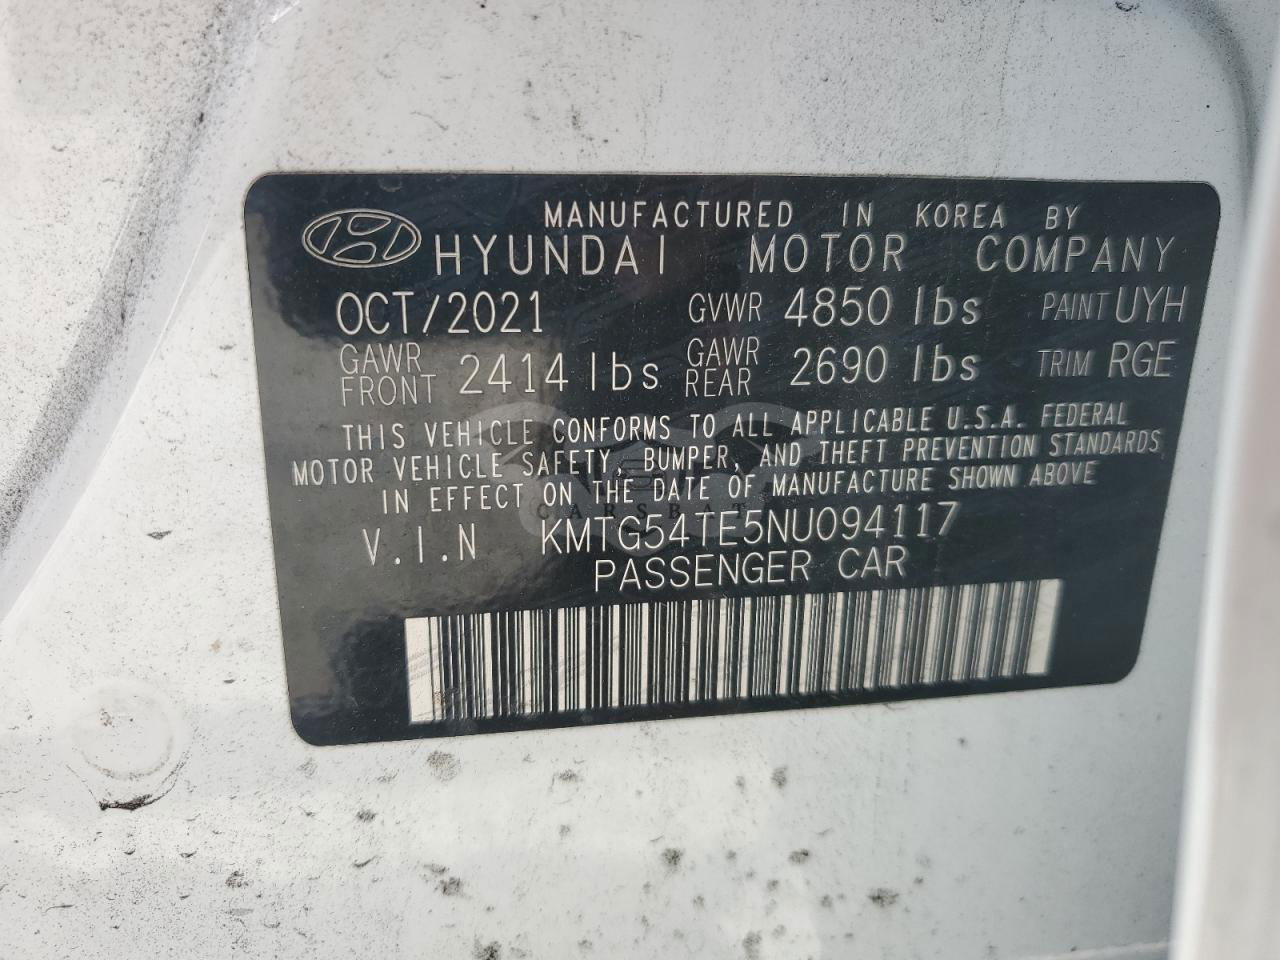 MANUFACTURED IN KOREA BY
HYUNDAI MOTOR COMPANY
OCT/2021 GVWR 4850 lbs PAINT UYH
GAWR FRONT 2414 lbs GAWR REAR 2690 lbs TRIM RGE
THIS VEHICLE CONFORMS TO ALL APPLICABLE U.S.A. FEDERAL
MOTOR VEHICLE SAFETY, BUMPER, AND THEFT PREVENTION STANDARDS
IN EFFECT ON THE DATE OF MANUFACTURE SHOWN ABOVE
CARSBAT
V.I.N KMTG54TE5NU094117
PASSENGER CAR